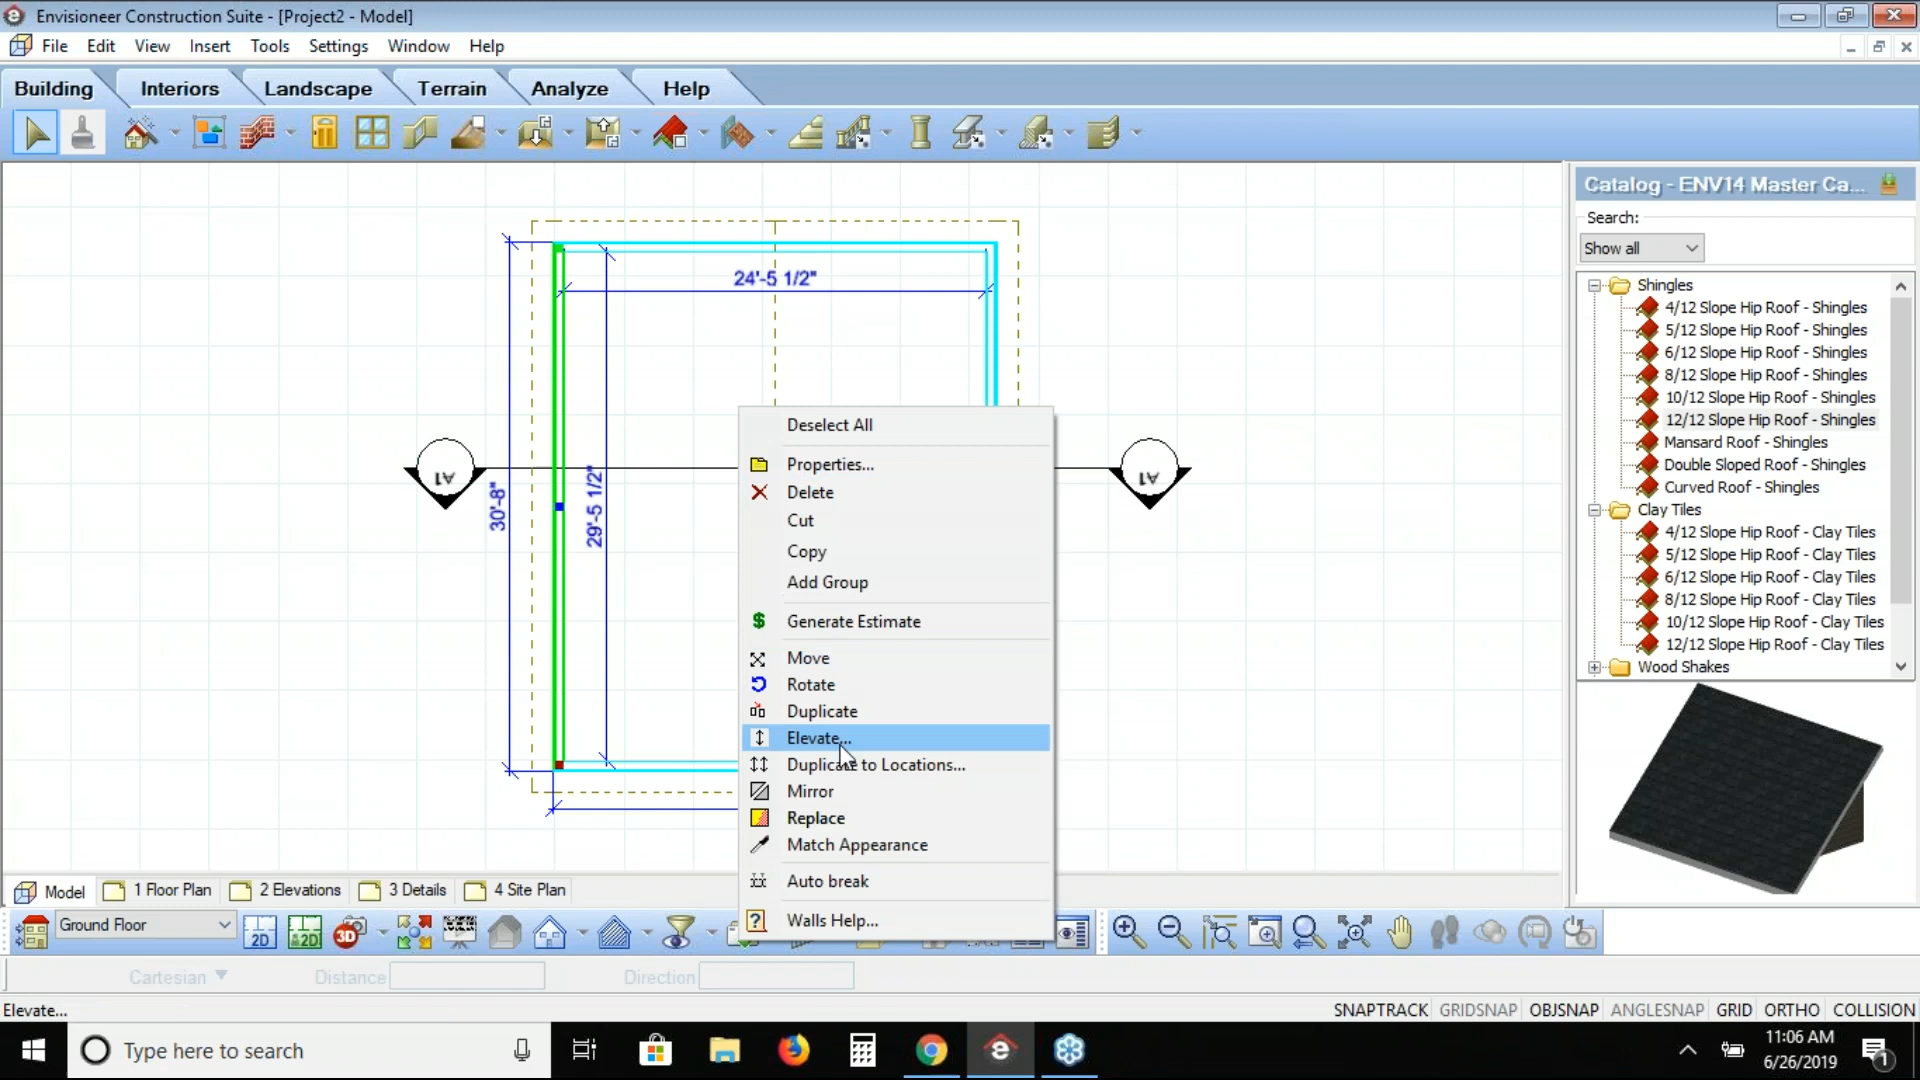 Envisioneer Construction Suite - [Project2 - Model]
File Edit View Insert Tools Settings Window Help
Building Interiors Landscape Terrain Analyze Help
Catalog - ENV14 Master Ca...
Search:
Show all
Shingles
4/12 Slope Hip Roof - Shingles
5/12 Slope Hip Roof - Shingles
6/12 Slope Hip Roof - Shingles
8/12 Slope Hip Roof - Shingles
10/12 Slope Hip Roof - Shingles
12/12 Slope Hip Roof - Shingles
Mansard Roof - Shingles
Double Sloped Roof - Shingles
Curved Roof - Shingles
Clay Tiles
4/12 Slope Hip Roof - Clay Tiles
5/12 Slope Hip Roof - Clay Tiles
6/12 Slope Hip Roof - Clay Tiles
8/12 Slope Hip Roof - Clay Tiles
10/12 Slope Hip Roof - Clay Tiles
12/12 Slope Hip Roof - Clay Tiles
Wood Shakes
24'-5 1/2"
30'-8"
29'-5 1/2"
A1
A1
Deselect All
Properties...
Delete
Cut
Copy
Add Group
Generate Estimate
Move
Rotate
Duplicate
Elevate...
Duplicate to Locations...
Mirror
Replace
Match Appearance
Auto break
Walls Help...
Model 1 Floor Plan 2 Elevations 3 Details 4 Site Plan
Ground Floor 2D 2D 3D
Cartesian Distance Direction
Elevate... SNAPTRACK GRIDSNAP OBJSNAP ANGLESNAP GRID ORTHO COLLISION
Type here to search
11:06 AM
6/26/2019
1